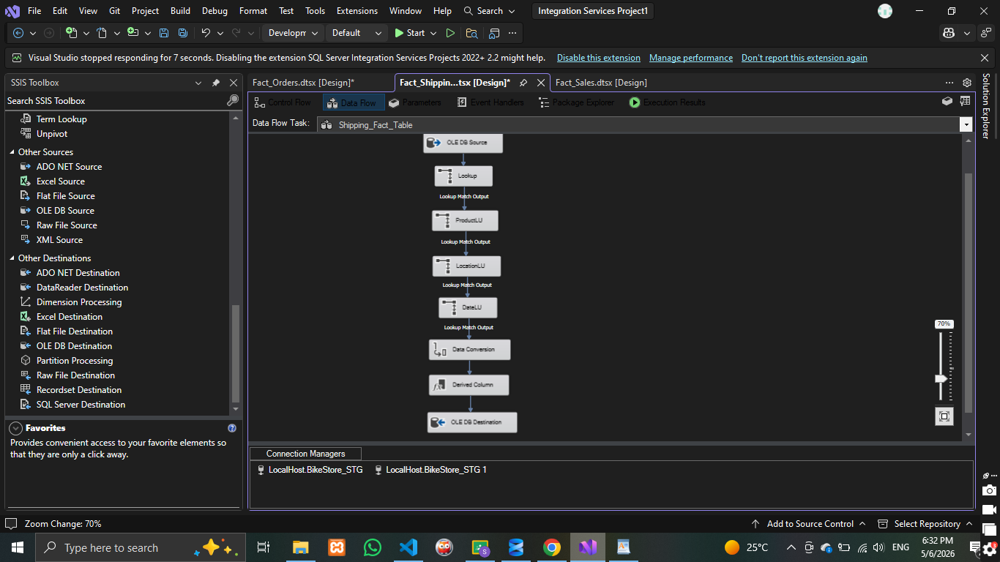 File Edit View Git Project Build Debug Format Test Tools Extensions Window Help Search Integration Services Project1
Developm Default Start
Visual Studio stopped responding for 7 seconds. Disabling the extension SQL Server Integration Services Projects 2022+ 2.2 might help. Disable this extension Manage performance Don't report this extension again
SSIS Toolbox
Search SSIS Toolbox
Term Lookup
Unpivot
Other Sources
ADO NET Source
Excel Source
Flat File Source
OLE DB Source
Raw File Source
XML Source
Other Destinations
ADO NET Destination
DataReader Destination
Dimension Processing
Excel Destination
Flat File Destination
OLE DB Destination
Partition Processing
Raw File Destination
Recordset Destination
SQL Server Destination
Favorites
Provides convenient access to your favorite elements so
that they are only a click away.
Fact_Orders.dtsx [Design]* Fact_Shippin...tsx [Design]* Fact_Sales.dtsx [Design]
Control Flow Data Flow Parameters Event Handlers Package Explorer Execution Results
Data Flow Task: Shipping_Fact_Table
OLE DB Source
Lookup
Lookup Match Output
ProductLU
Lookup Match Output
LocationLU
Lookup Match Output
DateLU
Lookup Match Output
Data Conversion
Derived Column
OLE DB Destination
70%
Connection Managers
LocalHost.BikeStore_STG LocalHost.BikeStore_STG 1
Solution Explorer
Zoom Change: 70% Add to Source Control Select Repository
Type here to search
S
25°C
ENG
6:32 PM
5/6/2026